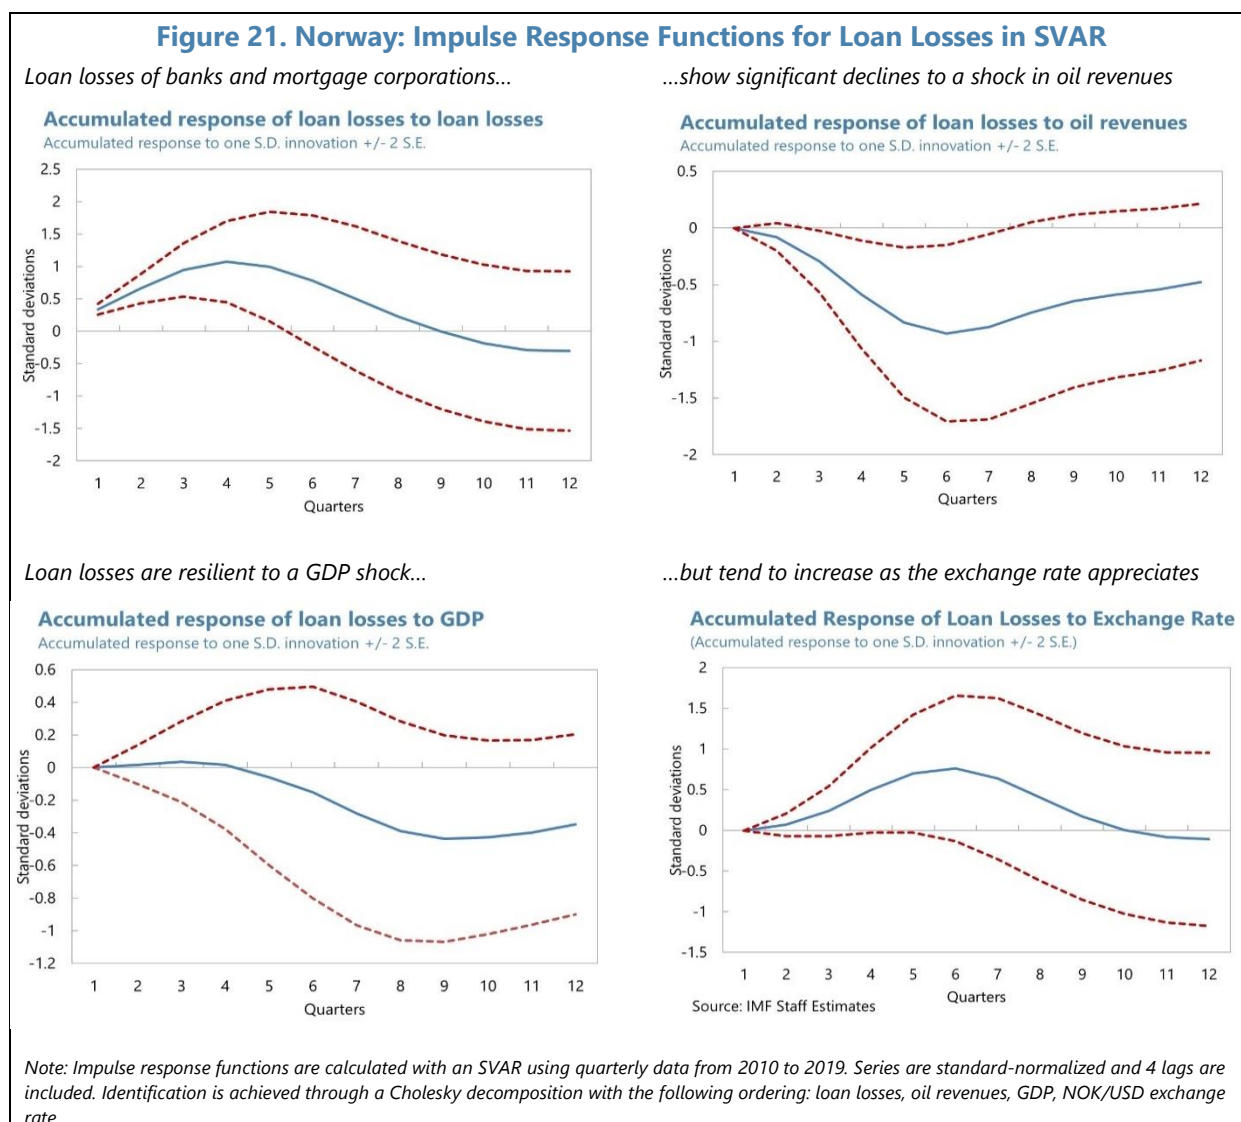 Figure 21. Norway: Impulse Response Functions for Loan Losses in SVAR
Loan losses of banks and mortgage corporations...
...show significant declines to a shock in oil revenues
Accumulated response of loan losses to loan losses
Accumulated response to one S.D. innovation +/- 2 S.E.
2.5
2
1.5
1
0.5
0
-0.5
-1
-1.5
-2
Standard deviations
1 2 3 4 5 6 7 8 9 10 11 12
Quarters
Accumulated response of loan losses to oil revenues
Accumulated response to one S.D. innovation +/- 2 S.E.
0.5
0
-0.5
-1
-1.5
-2
Standard deviations
1 2 3 4 5 6 7 8 9 10 11 12
Quarters
Loan losses are resilient to a GDP shock...
...but tend to increase as the exchange rate appreciates
Accumulated response of loan losses to GDP
Accumulated response to one S.D. innovation +/- 2 S.E.
0.6
0.4
0.2
0
-0.2
-0.4
-0.6
-0.8
-1
-1.2
Standard deviations
1 2 3 4 5 6 7 8 9 10 11 12
Quarters
Accumulated Response of Loan Losses to Exchange Rate
(Accumulated response to one S.D. innovation +/- 2 S.E.)
2
1.5
1
0.5
0
-0.5
-1
-1.5
Standard deviations
1 2 3 4 5 6 7 8 9 10 11 12
Quarters
Source: IMF Staff Estimates
Note: Impulse response functions are calculated with an SVAR using quarterly data from 2010 to 2019. Series are standard-normalized and 4 lags are
included. Identification is achieved through a Cholesky decomposition with the following ordering: loan losses, oil revenues, GDP, NOK/USD exchange
rate